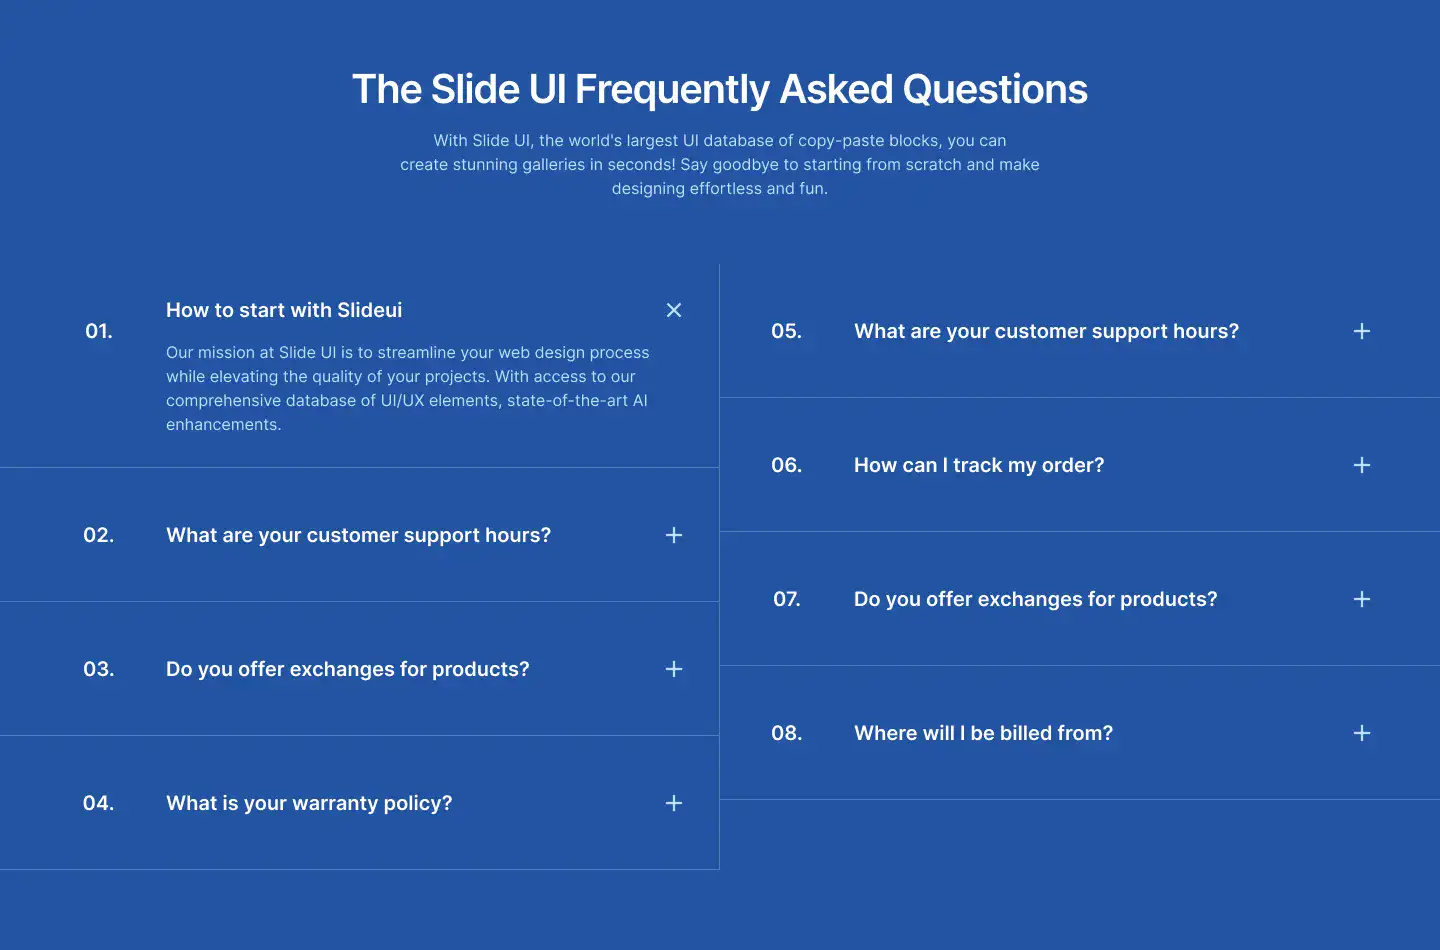 The Slide UI Frequently Asked Questions
With Slide UI, the world's largest UI database of copy-paste blocks, you can
create stunning galleries in seconds! Say goodbye to starting from scratch and make
designing effortless and fun.
01.
How to start with Slideui
Our mission at Slide UI is to streamline your web design process
while elevating the quality of your projects. With access to our
comprehensive database of UI/UX elements, state-of-the-art AI
enhancements.
02. What are your customer support hours?
03. Do you offer exchanges for products?
04. What is your warranty policy?
05. What are your customer support hours?
06. How can I track my order?
07. Do you offer exchanges for products?
08. Where will I be billed from?